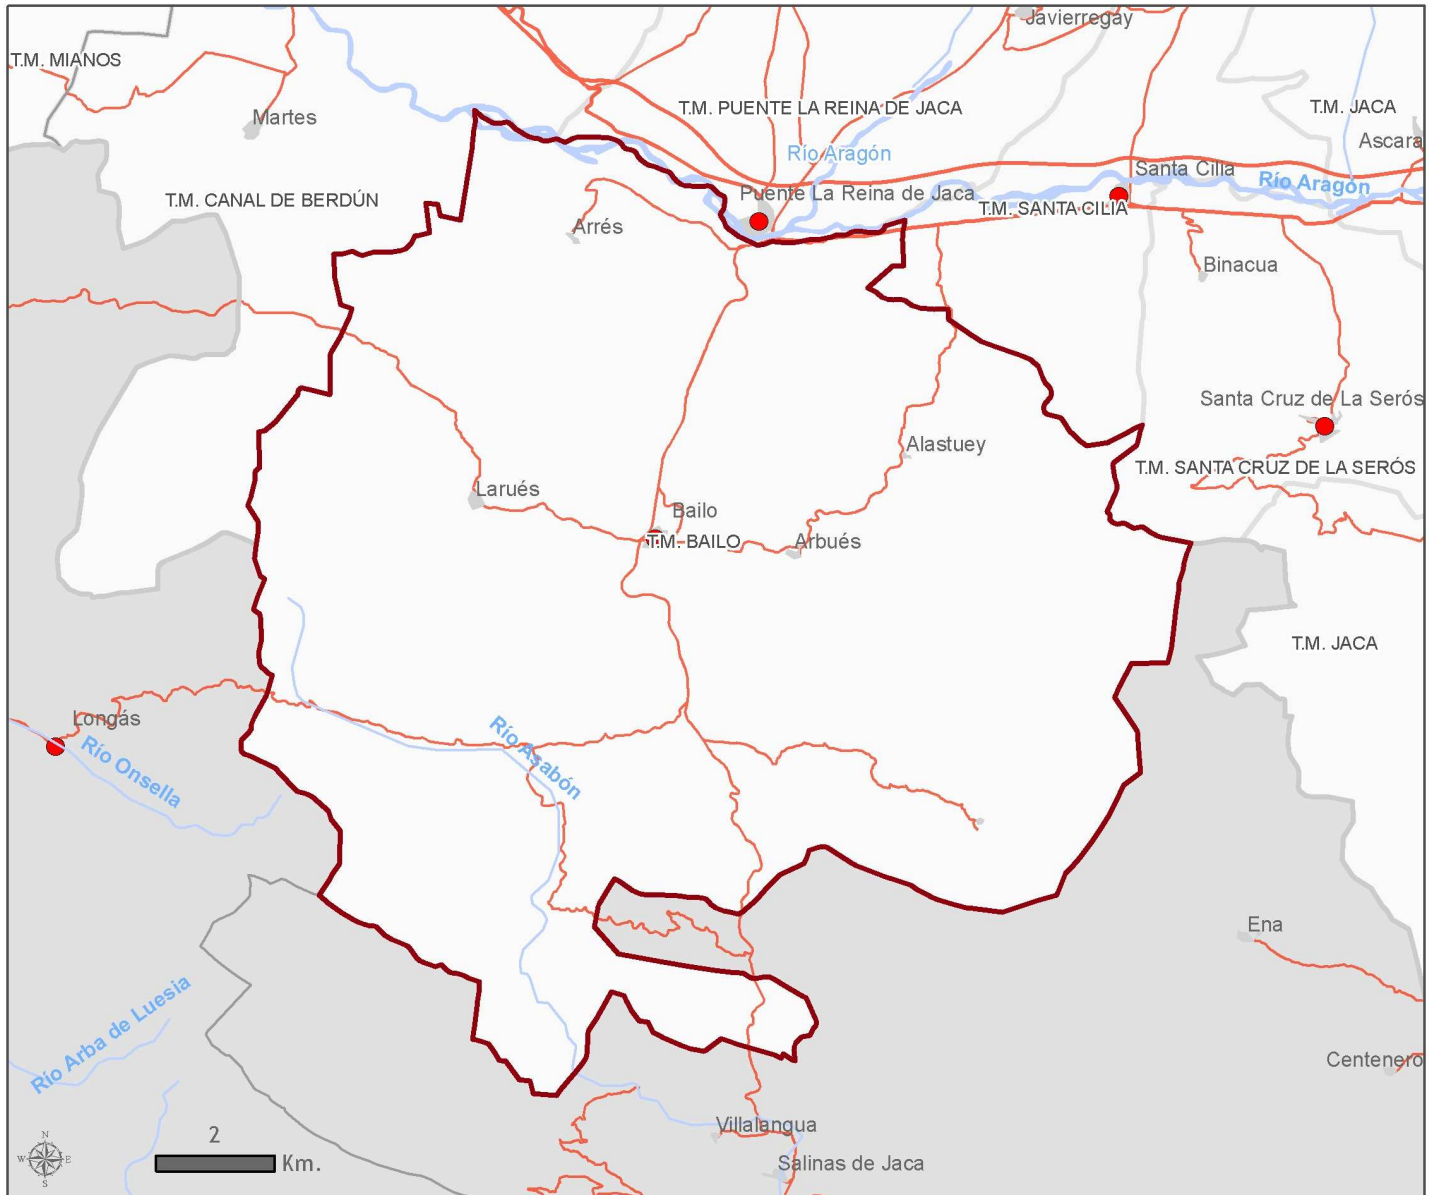 Javierregay
T.M. MIANOS
T.M. PUENTE LA REINA DE JACA
T.M. JACA
Martes
Ascara
Río Aragón
Santa Cilla
Río Aragón
T.M. CANAL DE BERDÚN
Puente La Reina de Jaca
T.M. SANTA CILIA
Arrés
Binacua
Santa Cruz de La Serós
Alastuey
T.M. SANTA CRUZ DE LA SERÓS
Larués
Bailo
T.M. BAILO
Arbués
T.M. JACA
Longás
Río Onsella
Río Asabón
Ena
Río Arba de Luesia
Centenero
Villalangua
Salinas de Jaca
2
Km.
N
W
E
S